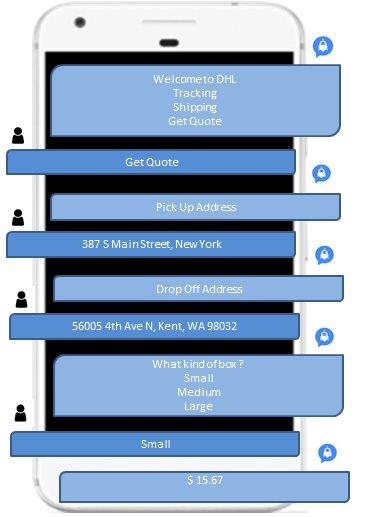 Welcome to DHL
Tracking
Shipping
Get Quote
Get Quote
Pick Up Address
387 S Main Street, New York
Drop Off Address
56005 4th Ave N, Kent, WA 98032
What kind of box ?
Small
Medium
Large
Small
$ 15.67